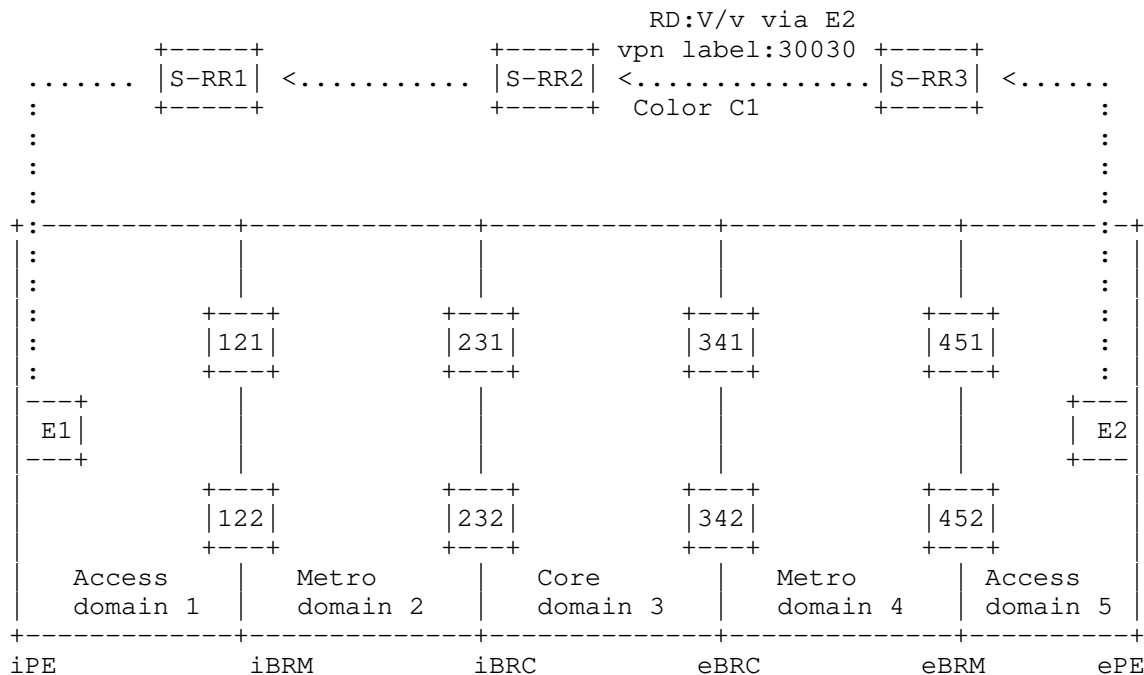 RD:V/v via E2
vpn label:30030
S-RR1 S-RR2 S-RR3
Color C1
121 231 341 451
E1 E2
122 232 342 452
Access Metro Core Metro Access
domain 1 domain 2 domain 3 domain 4 domain 5
iPE iBRM iBRC eBRC eBRM ePE